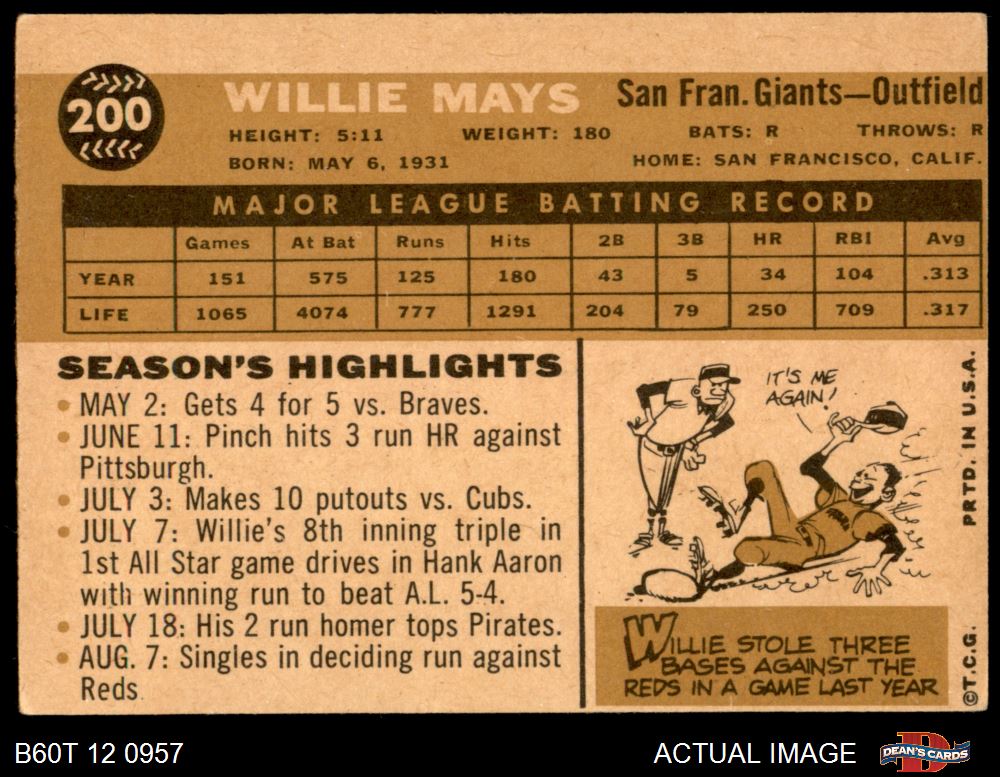 200
WILLIE MAYS
San Fran. Giants—Outfield
HEIGHT: 5:11 WEIGHT: 180 BATS: R THROWS: R
BORN: MAY 6, 1931 HOME: SAN FRANCISCO, CALIF.
MAJOR LEAGUE BATTING RECORD
Games At Bat Runs Hits 2B 3B HR RBI Avg
YEAR 151 575 125 180 43 5 34 104 .313
LIFE 1065 4074 777 1291 204 79 250 709 .317
SEASON'S HIGHLIGHTS
• MAY 2: Gets 4 for 5 vs. Braves.
• JUNE 11: Pinch hits 3 run HR against
Pittsburgh.
• JULY 3: Makes 10 putouts vs. Cubs.
• JULY 7: Willie's 8th inning triple in
1st All Star game drives in Hank Aaron
with winning run to beat A.L. 5-4.
• JULY 18: His 2 run homer tops Pirates.
• AUG. 7: Singles in deciding run against
Reds.
IT'S ME
AGAIN!
WILLIE STOLE THREE
BASES AGAINST THE
REDS IN A GAME LAST YEAR
©T.C.G. PRTD. IN U.S.A.
B60T 12 0957
ACTUAL IMAGE
D
DEAN'S CARDS